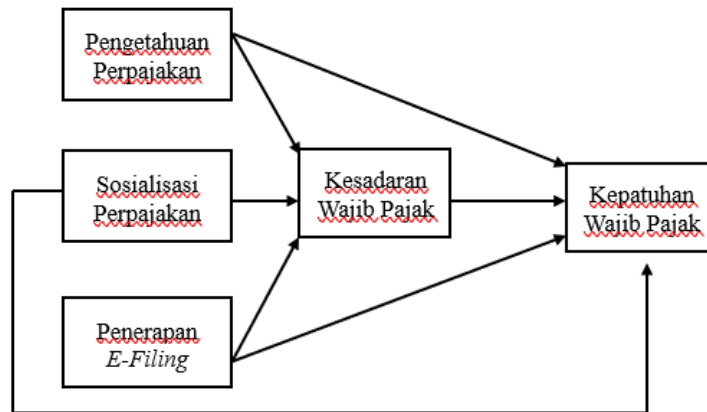 Pengetahuan
Perpajakan
Sosialisasi
Perpajakan
Penerapan
E-Filing
Kesadaran
Wajib Pajak
Kepatuhan
Wajib Pajak